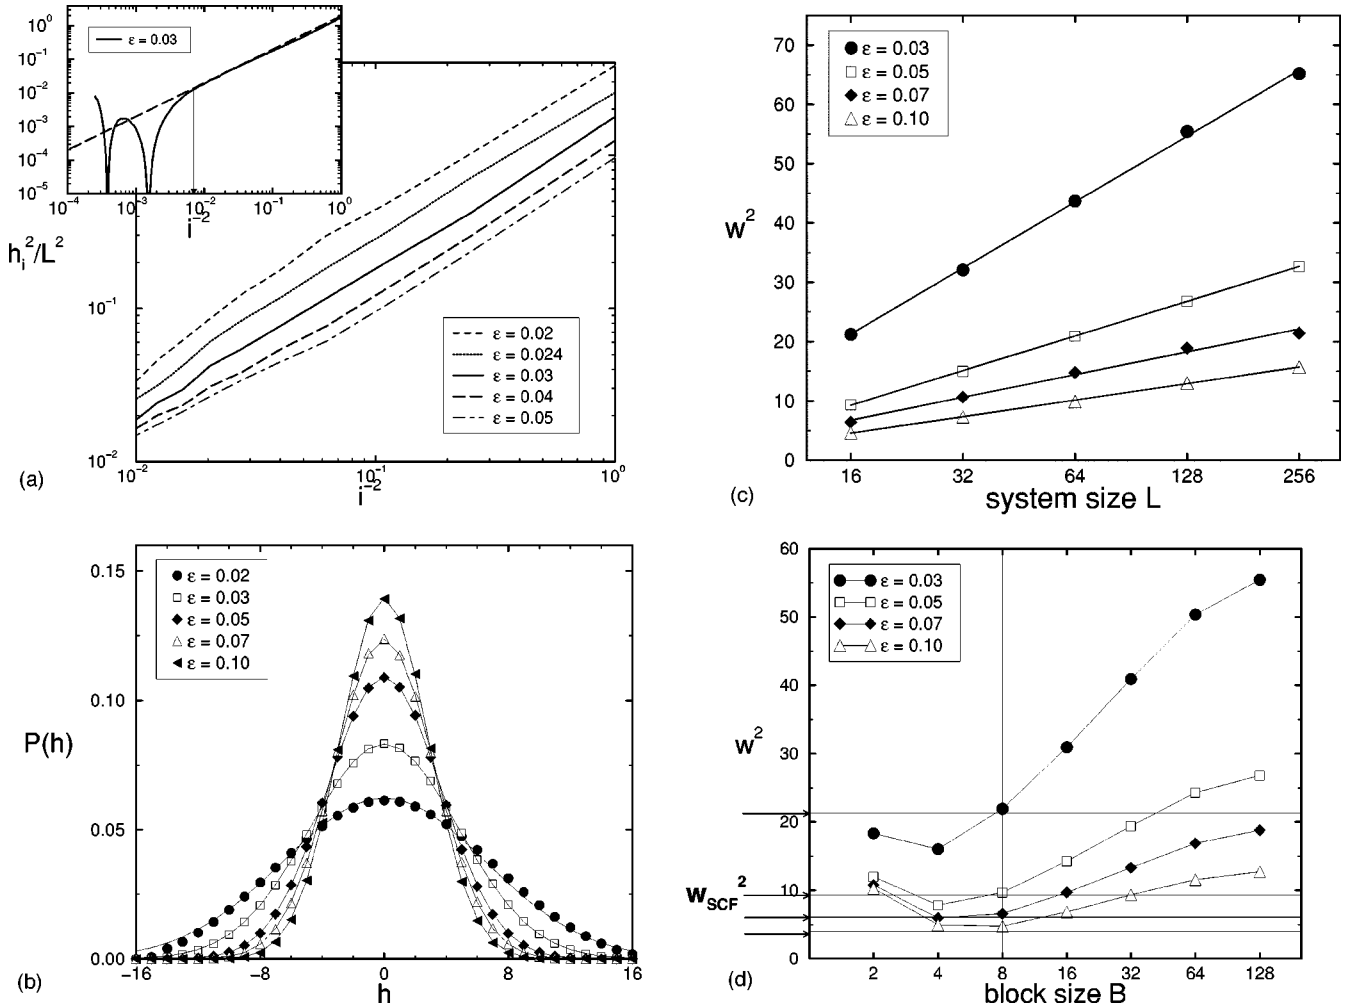 10^0
10^-1
10^-2
10^-3
10^-4
10^-5
ε = 0.03
10^-4
10^-3
10^-2
10^-1
10^0
i^-2
h_i^2/L^2
10^-1
10^-2
ε = 0.02
ε = 0.024
ε = 0.03
ε = 0.04
ε = 0.05
10^-2
10^-1
10^0
i^-2
(a)
70
60
50
40
30
20
10
0
w^2
ε = 0.03
ε = 0.05
ε = 0.07
ε = 0.10
16
32
64
128
256
system size L
(c)
0.15
0.10
0.05
0.00
P(h)
ε = 0.02
ε = 0.03
ε = 0.05
ε = 0.07
ε = 0.10
-16
-8
0
8
16
h
(b)
60
50
40
30
20
10
0
w^2
w_SCF^2
ε = 0.03
ε = 0.05
ε = 0.07
ε = 0.10
2
4
8
16
32
64
128
block size B
(d)